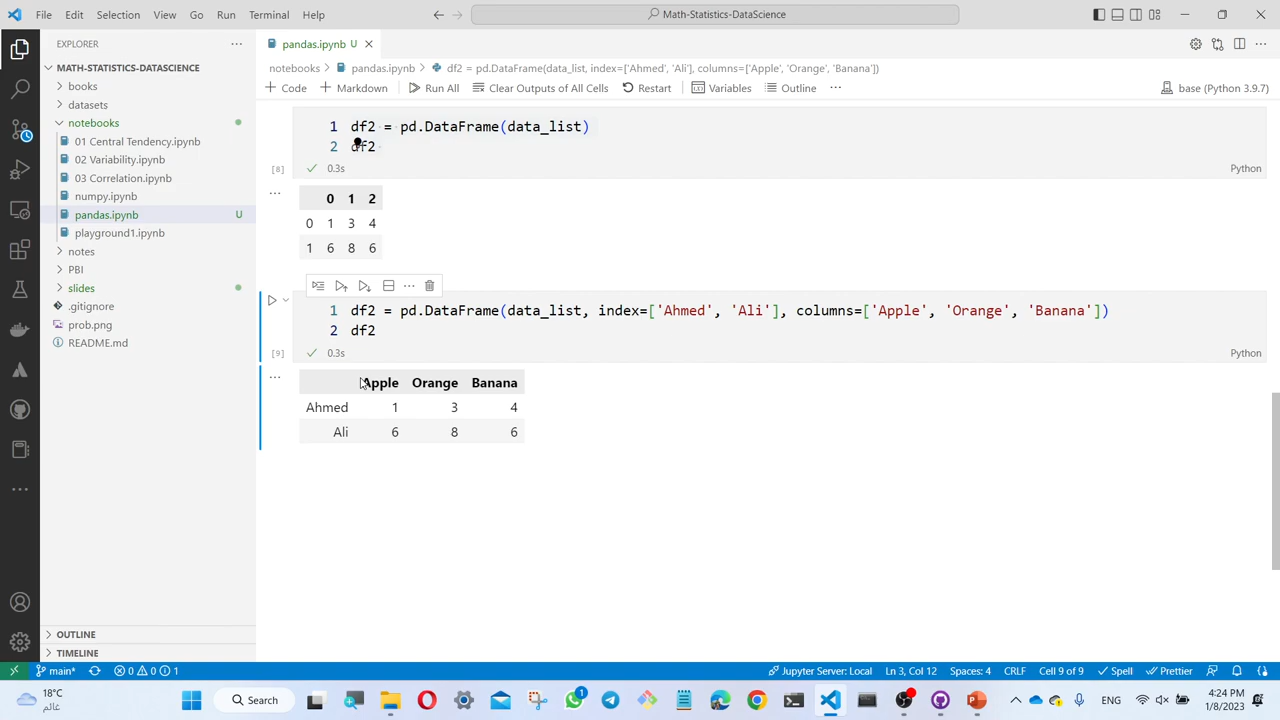 File Edit Selection View Go Run Terminal Help
Math-Statistics-DataScience
EXPLORER
pandas.ipynb U
MATH-STATISTICS-DATASCIENCE
notebooks > pandas.ipynb > df2 = pd.DataFrame(data_list, index=['Ahmed', 'Ali'], columns=['Apple', 'Orange', 'Banana'])
books
datasets
notebooks
01 Central Tendency.ipynb
02 Variability.ipynb
03 Correlation.ipynb
numpy.ipynb
pandas.ipynb U
playground1.ipynb
notes
PBI
slides
.gitignore
prob.png
README.md
OUTLINE
TIMELINE
+ Code + Markdown Run All Clear Outputs of All Cells Restart Variables Outline ... base (Python 3.9.7)
1 df2 = pd.DataFrame(data_list)
2 df2
[8] 0.3s Python
0 1 2
0 1 3 4
1 6 8 6
1 df2 = pd.DataFrame(data_list, index=['Ahmed', 'Ali'], columns=['Apple', 'Orange', 'Banana'])
2 df2
[9] 0.3s Python
Apple Orange Banana
Ahmed 1 3 4
Ali 6 8 6
main* 0 0 1 Jupyter Server: Local Ln 3, Col 12 Spaces: 4 CRLF Cell 9 of 9 Spell Prettier
18°C
غائم
Search
1
ENG
4:24 PM
1/8/2023